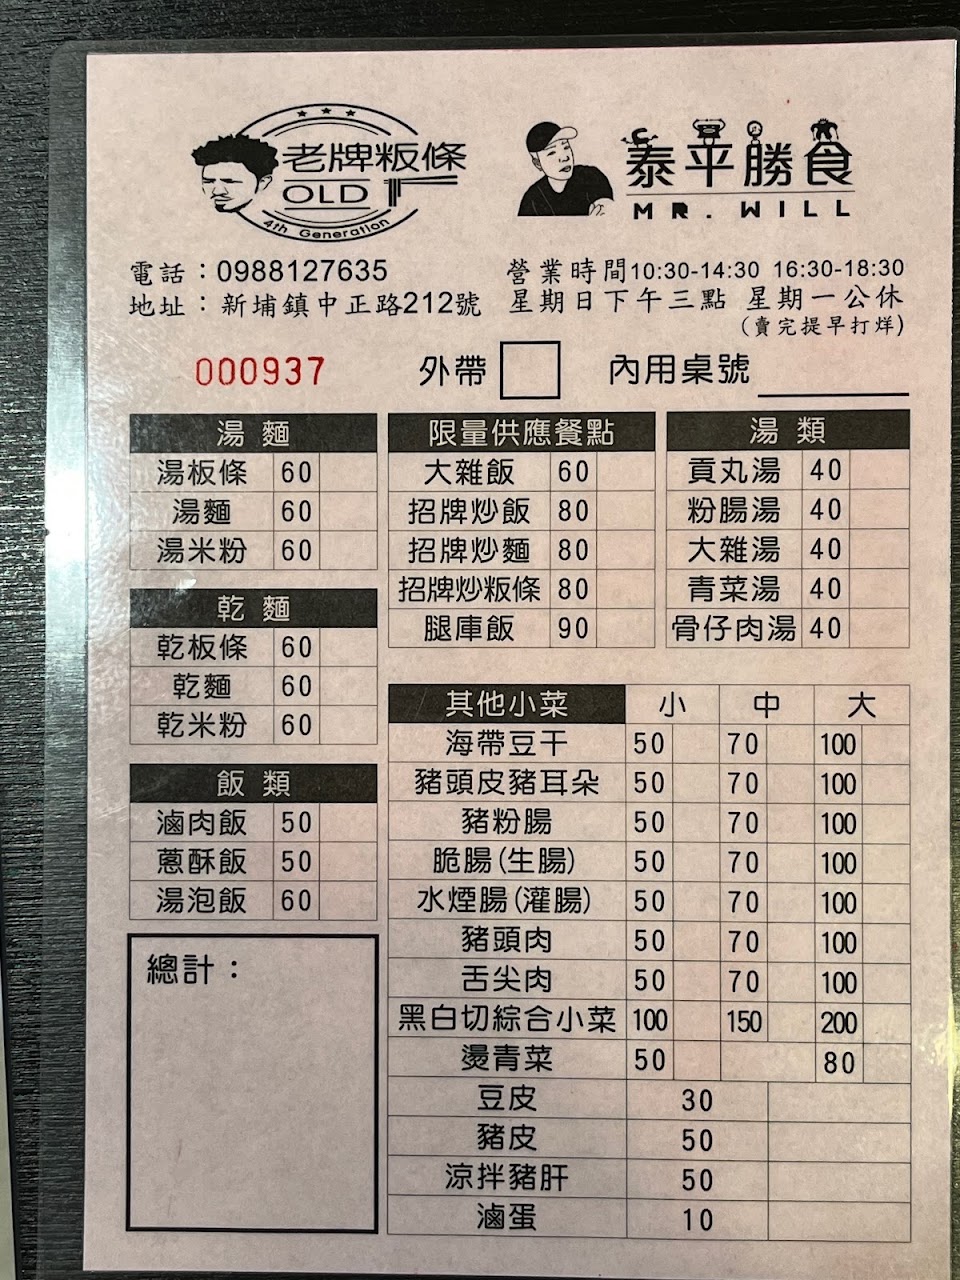 老牌粄條
OLD
4th Generation
泰平勝食
MR. WILL
電話：0988127635
地址：新埔鎮中正路212號
營業時間10:30-14:30 16:30-18:30
星期日下午三點 星期一公休
(賣完提早打烊)
000937 外帶 內用桌號
湯麵
湯板條 60
湯麵 60
湯米粉 60
乾麵
乾板條 60
乾麵 60
乾米粉 60
飯類
滷肉飯 50
蔥酥飯 50
湯泡飯 60
總計：
限量供應餐點
大雜飯 60
招牌炒飯 80
招牌炒麵 80
招牌炒粄條 80
腿庫飯 90
湯類
貢丸湯 40
粉腸湯 40
大雜湯 40
青菜湯 40
骨仔肉湯 40
其他小菜 小 中 大
海帶豆干 50 70 100
豬頭皮豬耳朵 50 70 100
豬粉腸 50 70 100
脆腸(生腸) 50 70 100
水煙腸(灌腸) 50 70 100
豬頭肉 50 70 100
舌尖肉 50 70 100
黑白切綜合小菜 100 150 200
燙青菜 50 80
豆皮 30
豬皮 50
涼拌豬肝 50
滷蛋 10